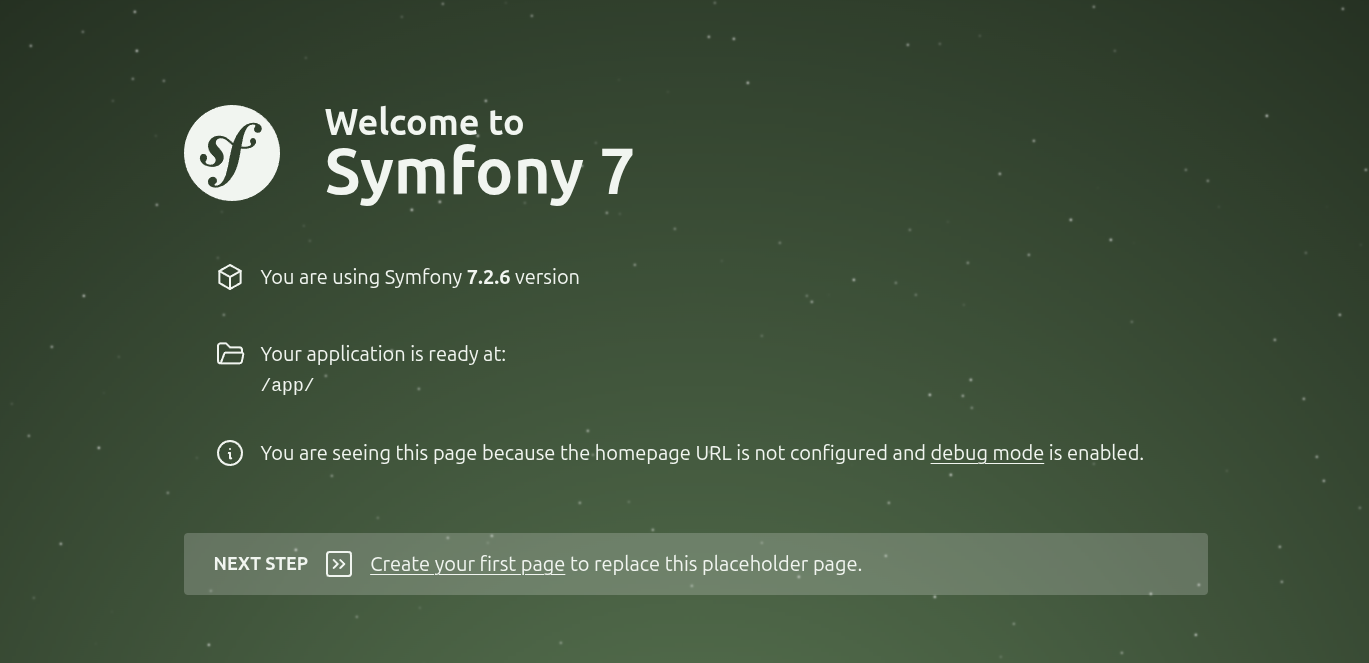 sf
Welcome to
Symfony 7
You are using Symfony 7.2.6 version
Your application is ready at:
/app/
You are seeing this page because the homepage URL is not configured and debug mode is enabled.
NEXT STEP Create your first page to replace this placeholder page.